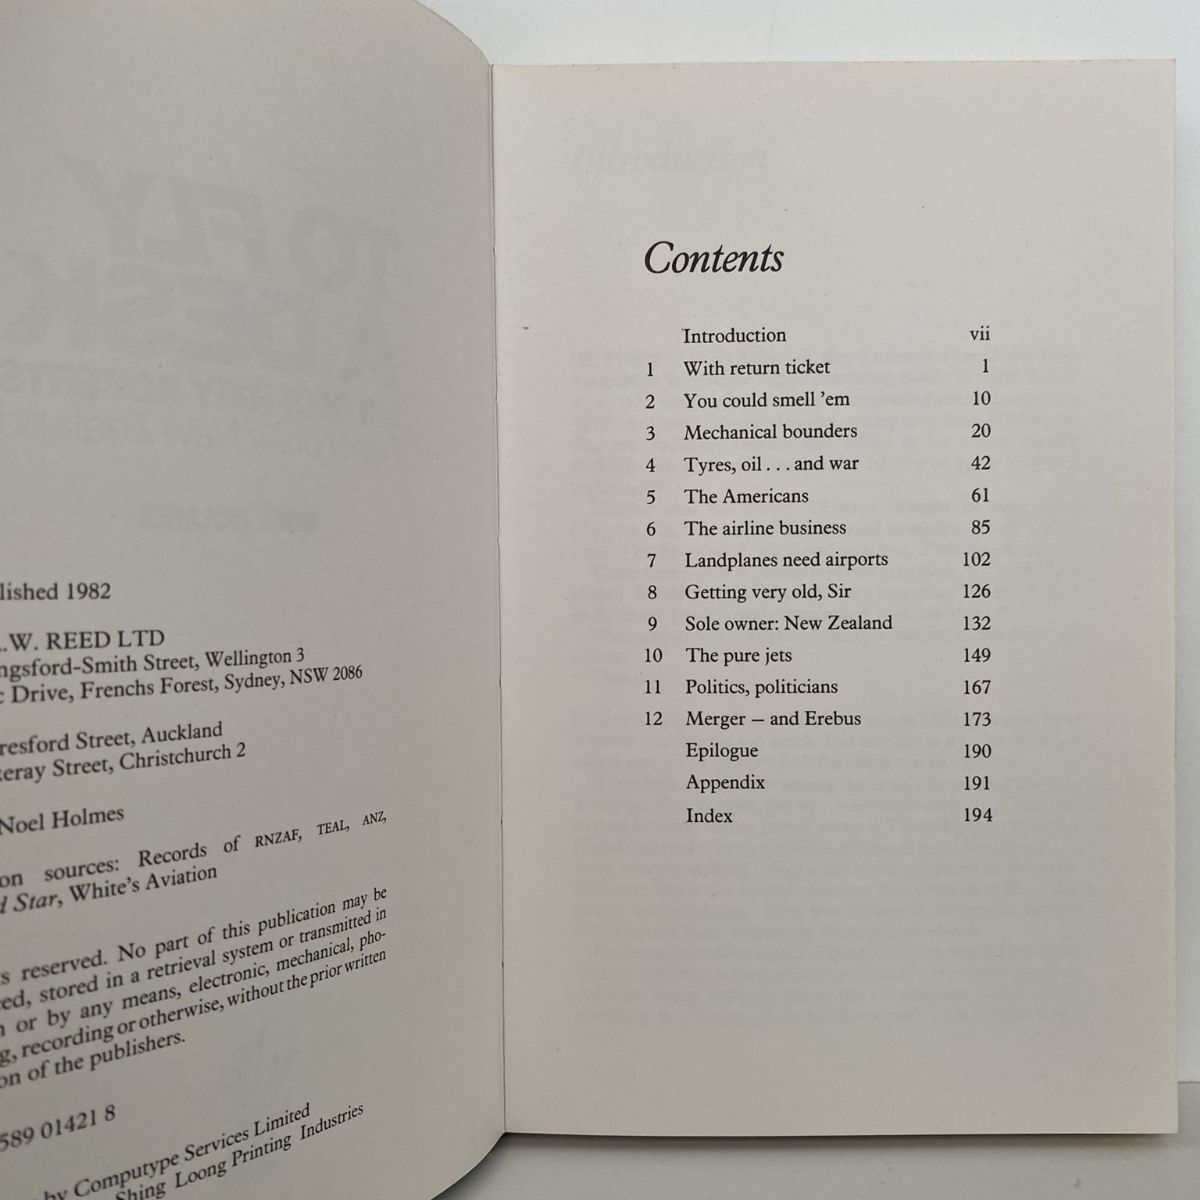 lished 1982
.W. REED LTD
ngsford-Smith Street, Wellington 3
c Drive, Frenchs Forest, Sydney, NSW 2086
resford Street, Auckland
keray Street, Christchurch 2
Noel Holmes
on sources: Records of RNZAF, TEAL, ANZ,
d Star, White's Aviation
s reserved. No part of this publication may be
ed, stored in a retrieval system or transmitted in
n or by any means, electronic, mechanical, pho-
g, recording or otherwise, without the prior written
on of the publishers.
589 01421 8
by Computype Services Limited
Shing Loong Printing Industries
Contents
Introduction vii
1 With return ticket 1
2 You could smell 'em 10
3 Mechanical bounders 20
4 Tyres, oil . . . and war 42
5 The Americans 61
6 The airline business 85
7 Landplanes need airports 102
8 Getting very old, Sir 126
9 Sole owner: New Zealand 132
10 The pure jets 149
11 Politics, politicians 167
12 Merger – and Erebus 173
Epilogue 190
Appendix 191
Index 194